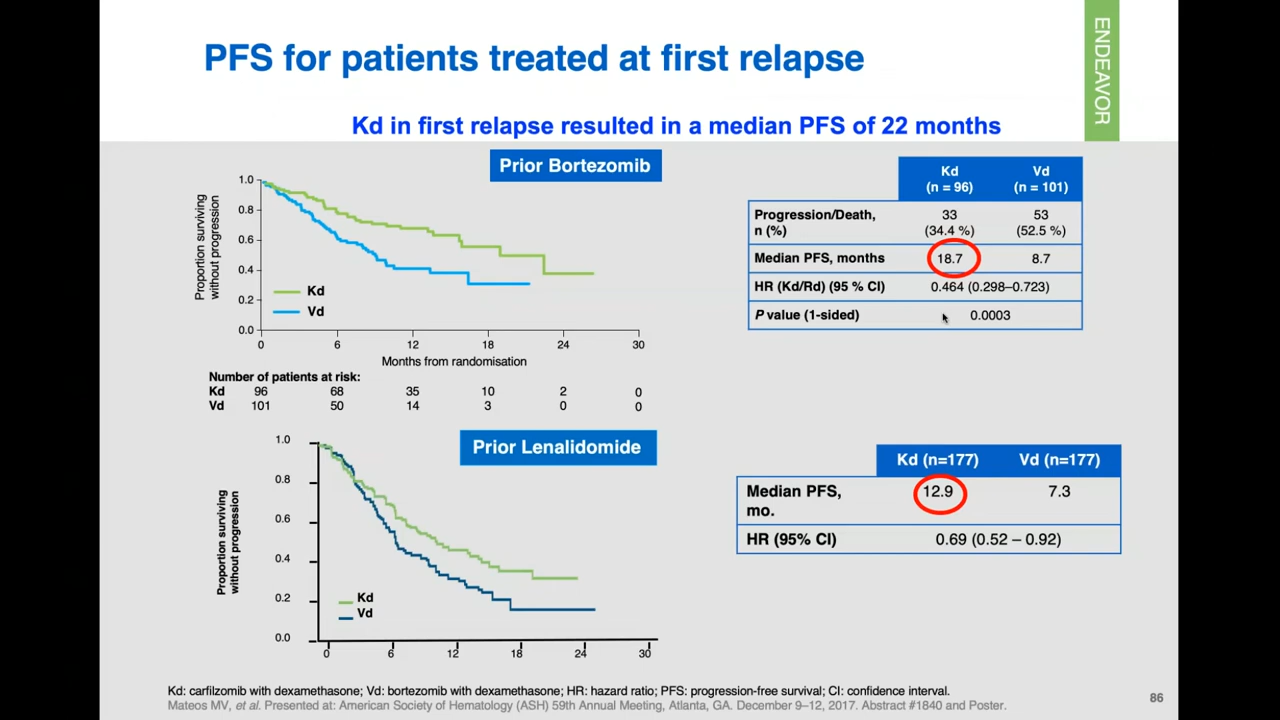 PFS for patients treated at first relapse
ENDEAVOR
Kd in first relapse resulted in a median PFS of 22 months
Prior Bortezomib
Proportion surviving
without progression
1.0
0.8
0.6
0.4
0.2
0.0
Kd
Vd
0 6 12 18 24 30
Months from randomisation
Number of patients at risk:
Kd 96 68 35 10 2 0
Vd 101 50 14 3 0 0
Kd Vd
(n = 96) (n = 101)
Progression/Death, 33 53
n (%) (34.4 %) (52.5 %)
Median PFS, months 18.7 8.7
HR (Kd/Rd) (95 % CI) 0.464 (0.298–0.723)
P value (1-sided) 0.0003
Prior Lenalidomide
Proportion surviving
without progression
1.0
0.8
0.6
0.4
0.2
0.0
Kd
Vd
0 6 12 18 24 30
Kd (n=177) Vd (n=177)
Median PFS, 12.9 7.3
mo.
HR (95% CI) 0.69 (0.52 – 0.92)
Kd: carfilzomib with dexamethasone; Vd: bortezomib with dexamethasone; HR: hazard ratio; PFS: progression-free survival; CI: confidence interval.
Mateos MV, et al. Presented at: American Society of Hematology (ASH) 59th Annual Meeting, Atlanta, GA. December 9–12, 2017. Abstract #1840 and Poster.
86